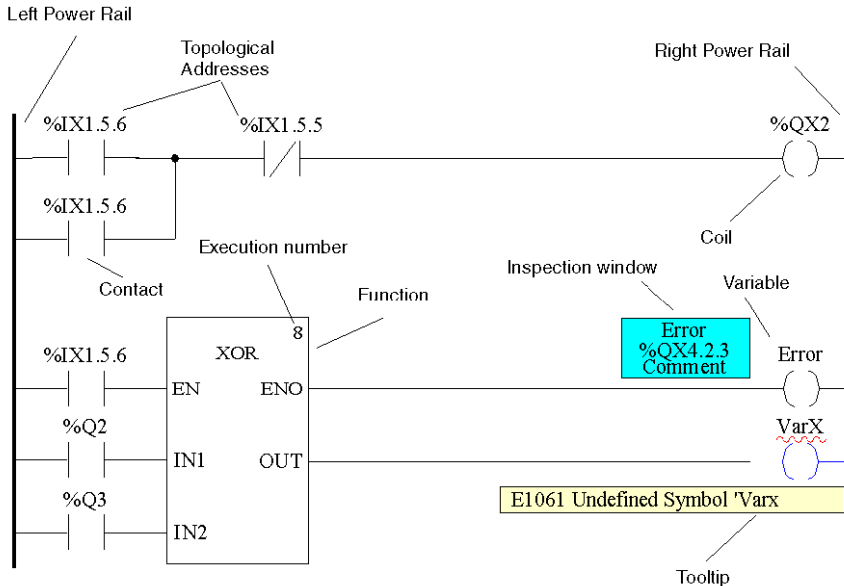 Left Power Rail
Topological
Addresses
Right Power Rail
%IX1.5.6
%IX1.5.5
%QX2
%IX1.5.6
Coil
Execution number
Contact
Inspection window
Variable
Function
8
XOR
Error
%QX4.2.3
Comment
Error
%IX1.5.6
EN
ENO
%Q2
VarX
IN1
OUT
%Q3
E1061 Undefined Symbol 'Varx
IN2
Tooltip